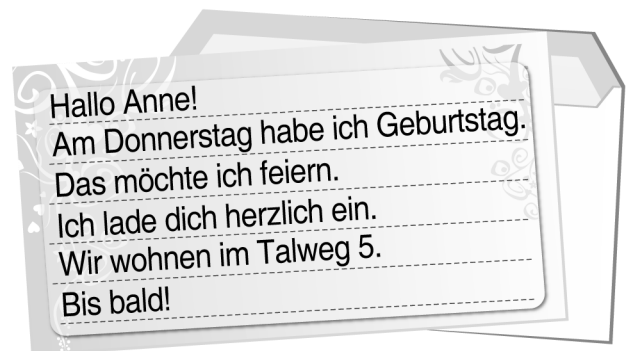 Hallo Anne!
Am Donnerstag habe ich Geburtstag.
Das möchte ich feiern.
Ich lade dich herzlich ein.
Wir wohnen im Talweg 5.
Bis bald!